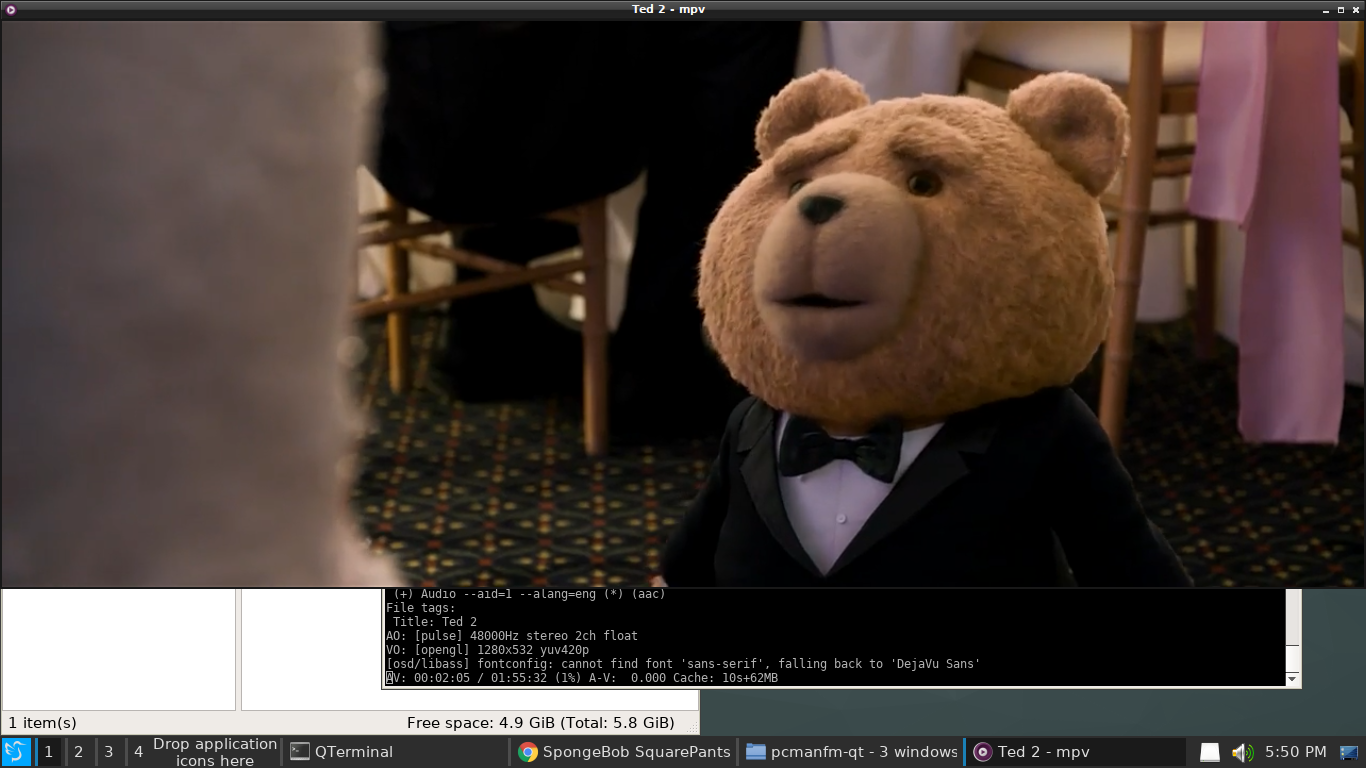 Ted 2 - mpv
(+) Audio --aid=1 --alang=eng (*) (aac)
File tags:
Title: Ted 2
AO: [pulse] 48000Hz stereo 2ch float
VO: [opengl] 1280x532 yuv420p
[osd/libass] fontconfig: cannot find font 'sans-serif', falling back to 'DejaVu Sans'
AV: 00:02:05 / 01:55:32 (1%) A-V: 0.000 Cache: 10s+62MB
1 item(s)
Free space: 4.9 GiB (Total: 5.8 GiB)
1 2 3 4
Drop application
icons here
QTerminal
SpongeBob SquarePants
pcmanfm-qt - 3 windows
Ted 2 - mpv
5:50 PM